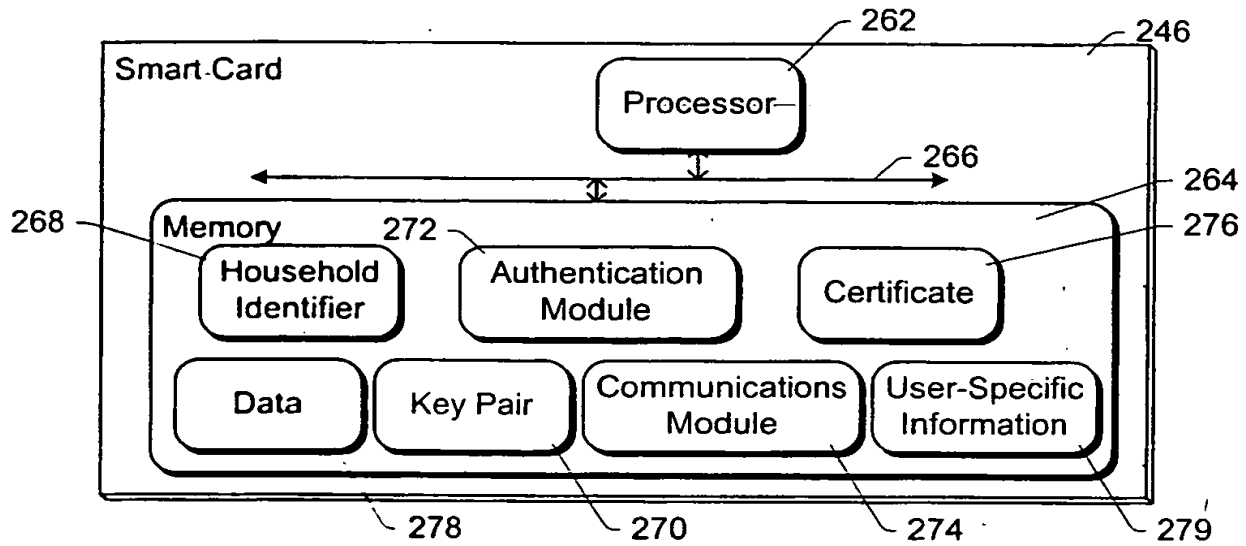 262
246
Smart Card
Processor
266
264
268
Memory
272
276
Household
Identifier
Authentication
Module
Certificate
Data
Key Pair
Communications
Module
User-Specific
Information
278
270
274
279